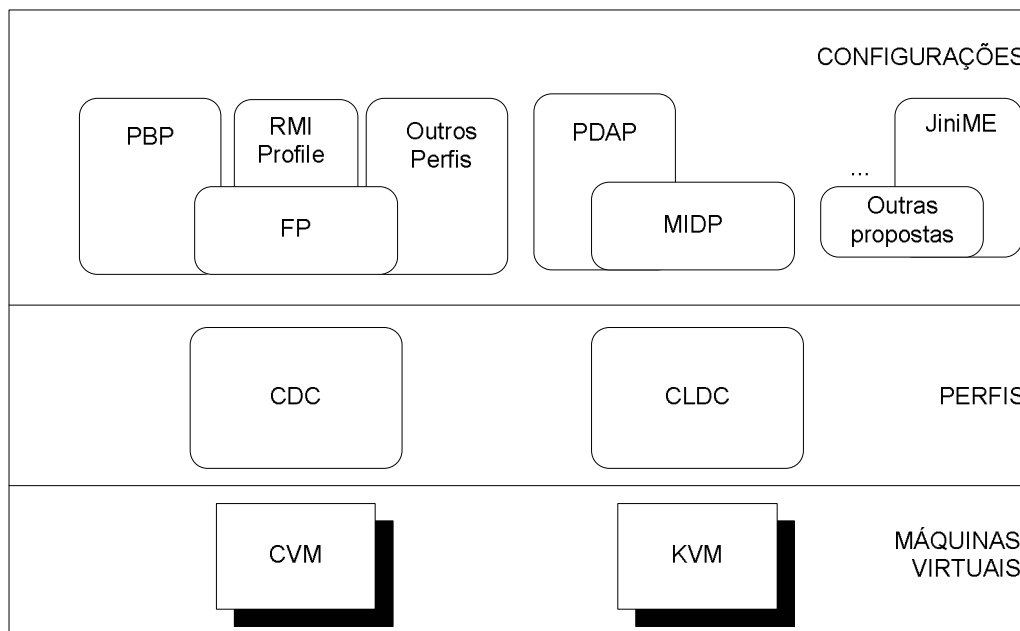 CONFIGURAÇÕES
PBP
RMI
Profile
Outros
Perfis
FP
PDAP
MIDP
...
JiniME
Outras
propostas
CDC
CLDC
PERFIS
CVM
KVM
MÁQUINAS
VIRTUAIS